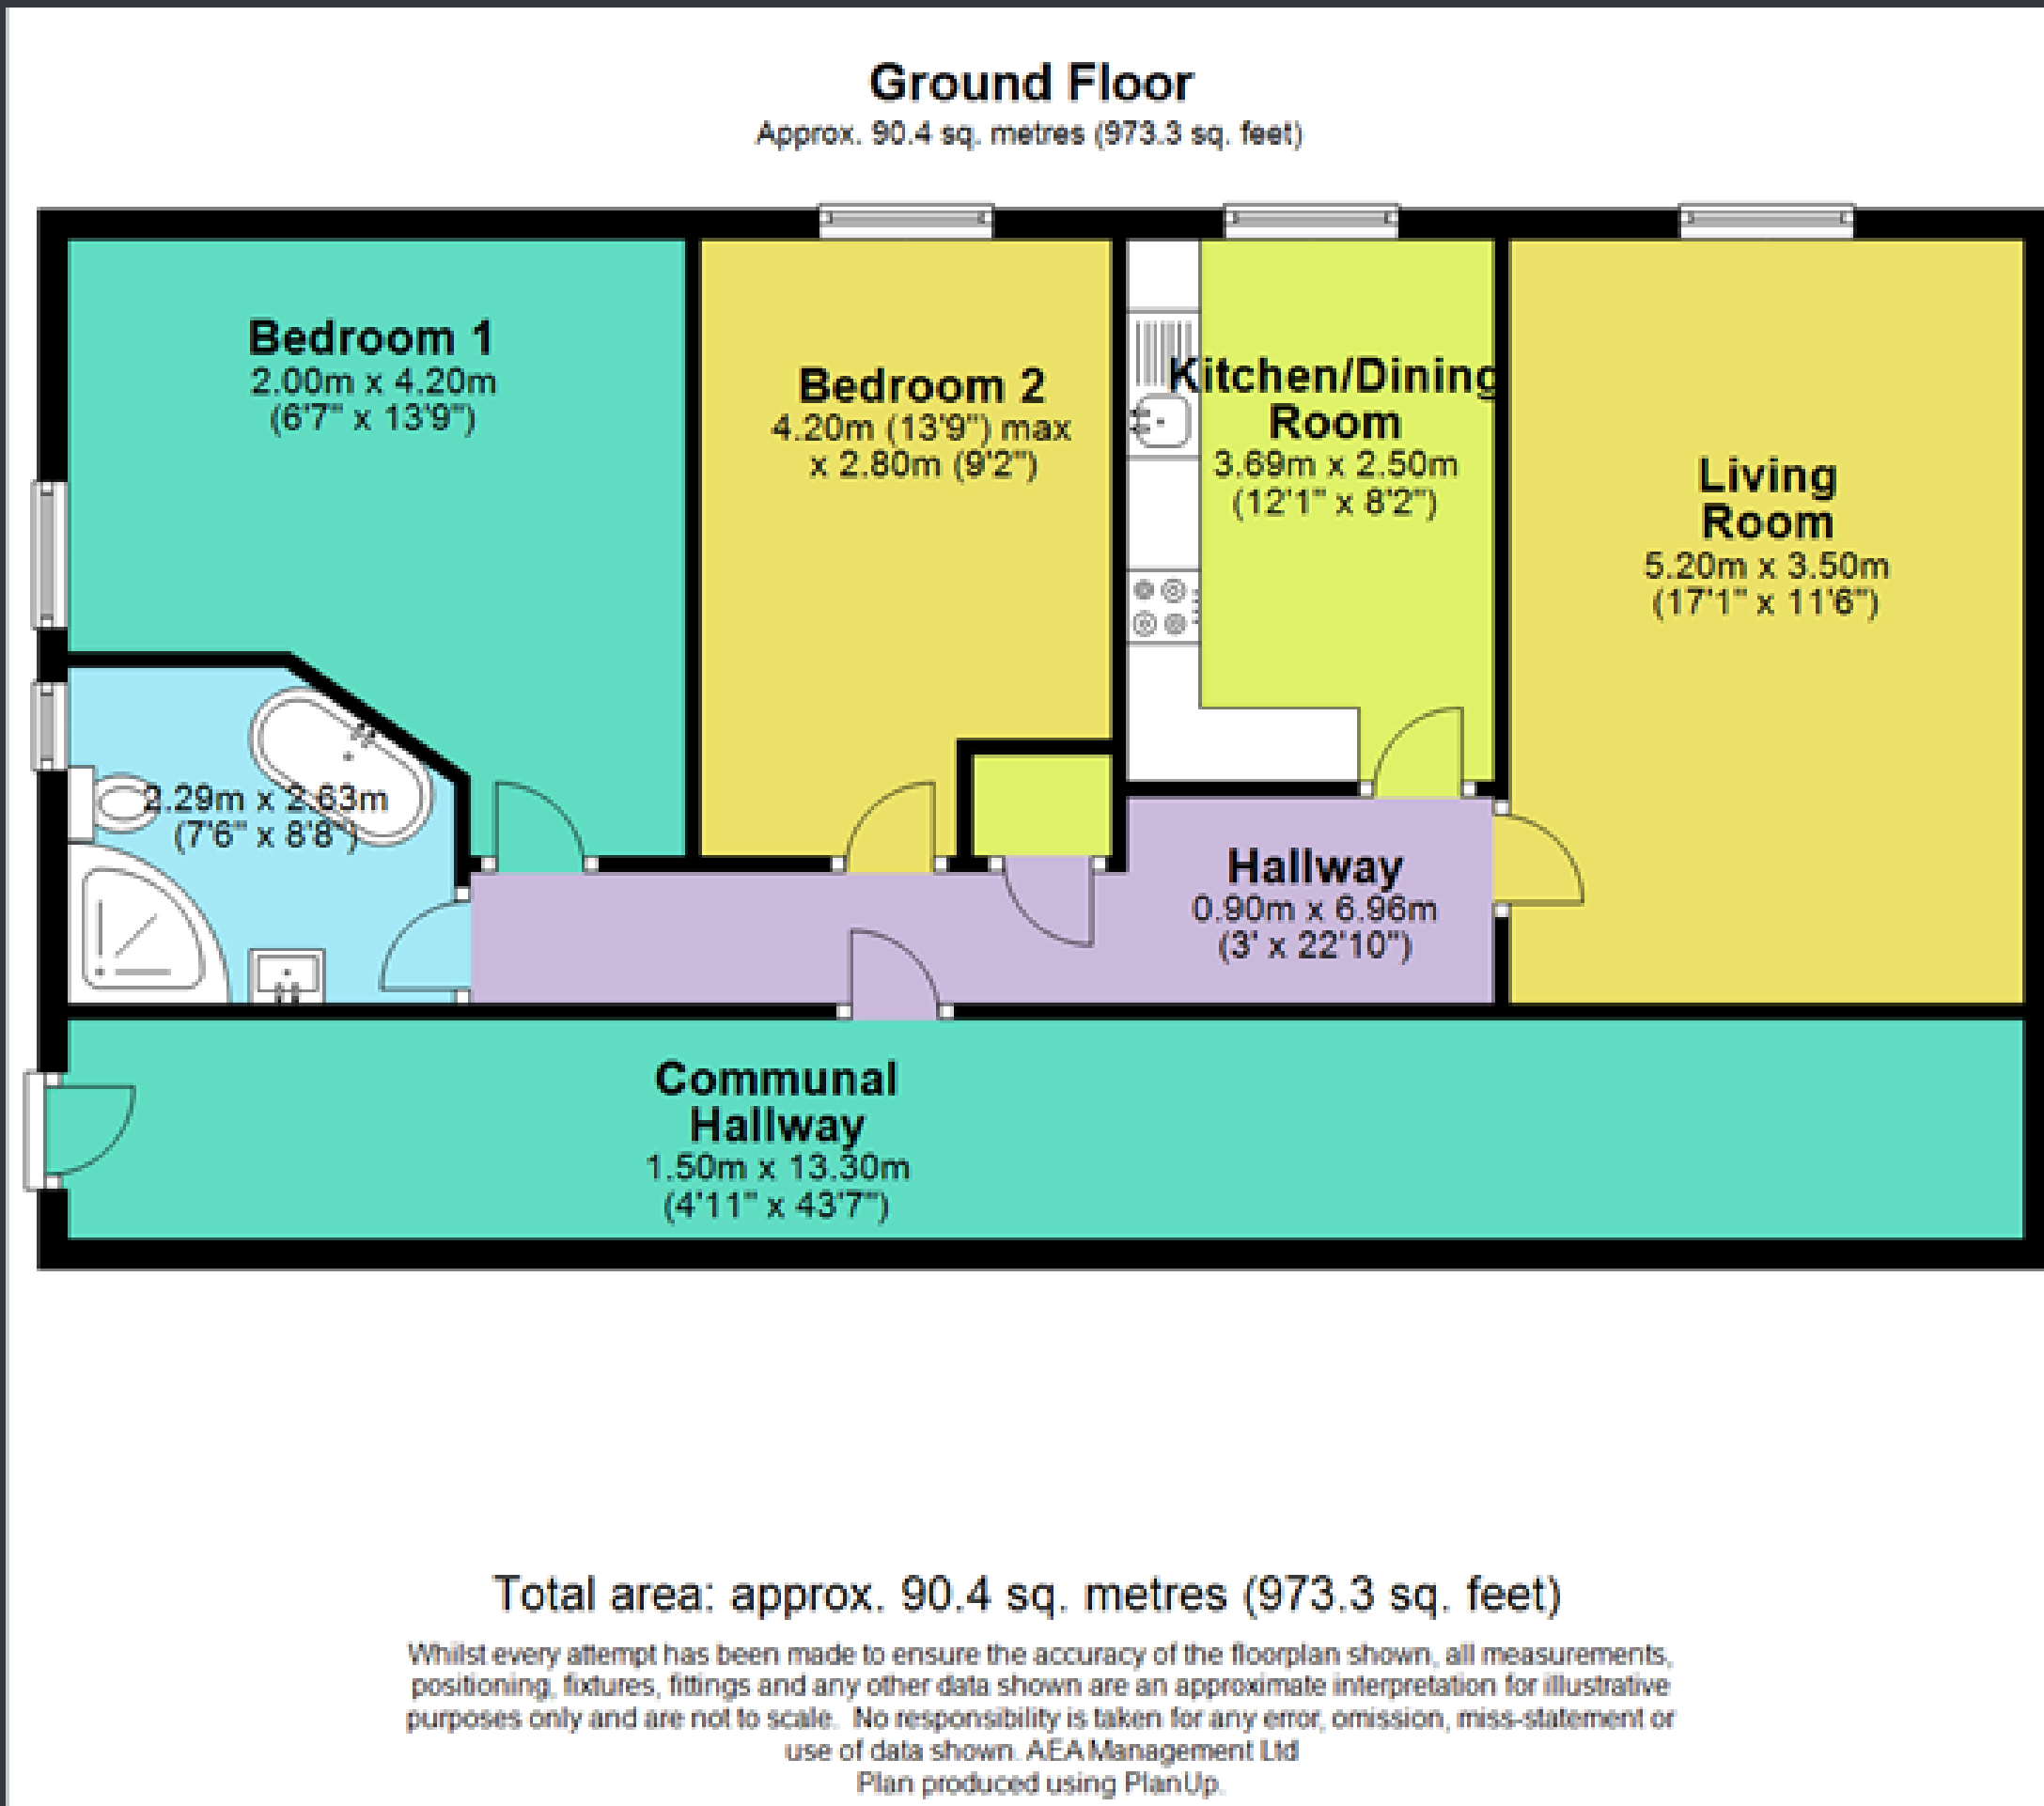 Ground Floor
Approx. 90.4 sq. metres (973.3 sq. feet)
Bedroom 1
2.00m x 4.20m
(6'7" x 13'9")
Bedroom 2
4.20m (13'9") max
x 2.80m (9'2")
Kitchen/Dining
Room
3.69m x 2.50m
(12'1" x 8'2")
Living
Room
5.20m x 3.50m
(17'1" x 11'6")
2.29m x 2.63m
(7'6" x 8'8")
Hallway
0.90m x 6.96m
(3' x 22'10")
Communal
Hallway
1.50m x 13.30m
(4'11" x 43'7")
Total area: approx. 90.4 sq. metres (973.3 sq. feet)
Whilst every attempt has been made to ensure the accuracy of the floorplan shown, all measurements,
positioning, fixtures, fittings and any other data shown are an approximate interpretation for illustrative
purposes only and are not to scale. No responsibility is taken for any error, omission, miss-statement or
use of data shown. AEA Management Ltd
Plan produced using PlanUp.